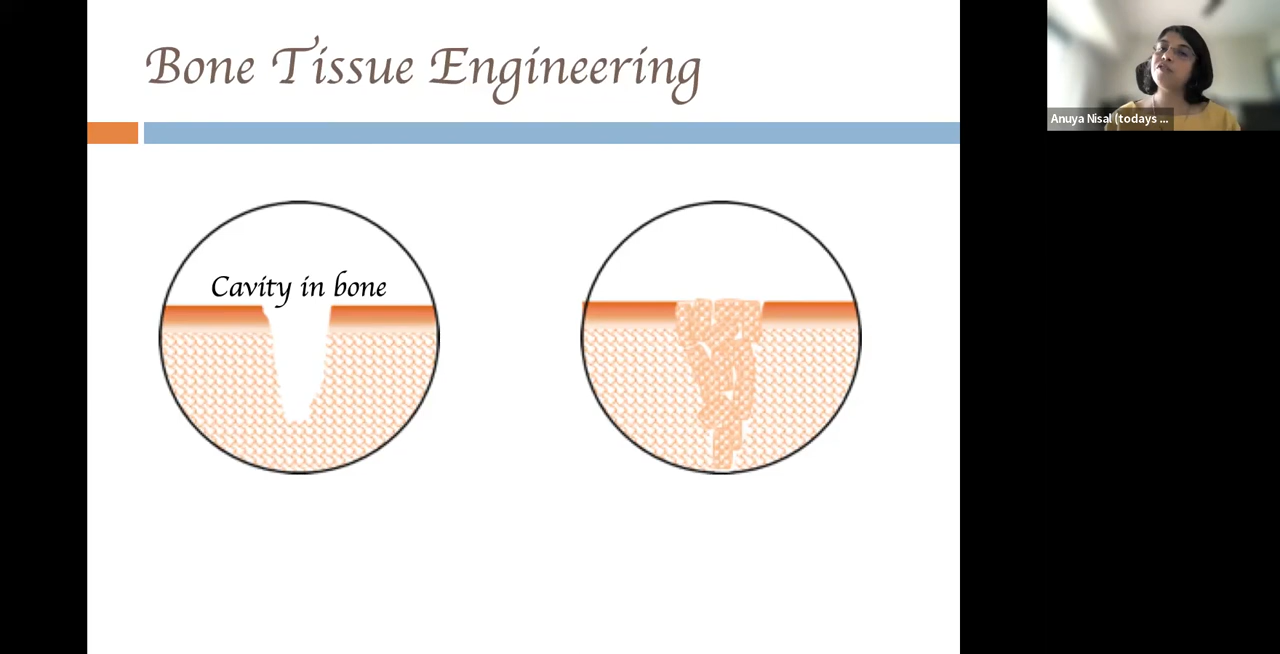 Bone Tissue Engineering
Anuya Nisal (todays ...
Cavity in bone